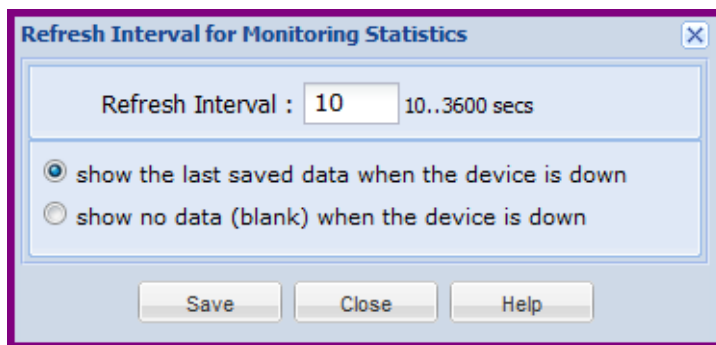 Refresh Interval for Monitoring Statistics
Refresh Interval : 10 10..3600 secs
show the last saved data when the device is down
show no data (blank) when the device is down
Save Close Help